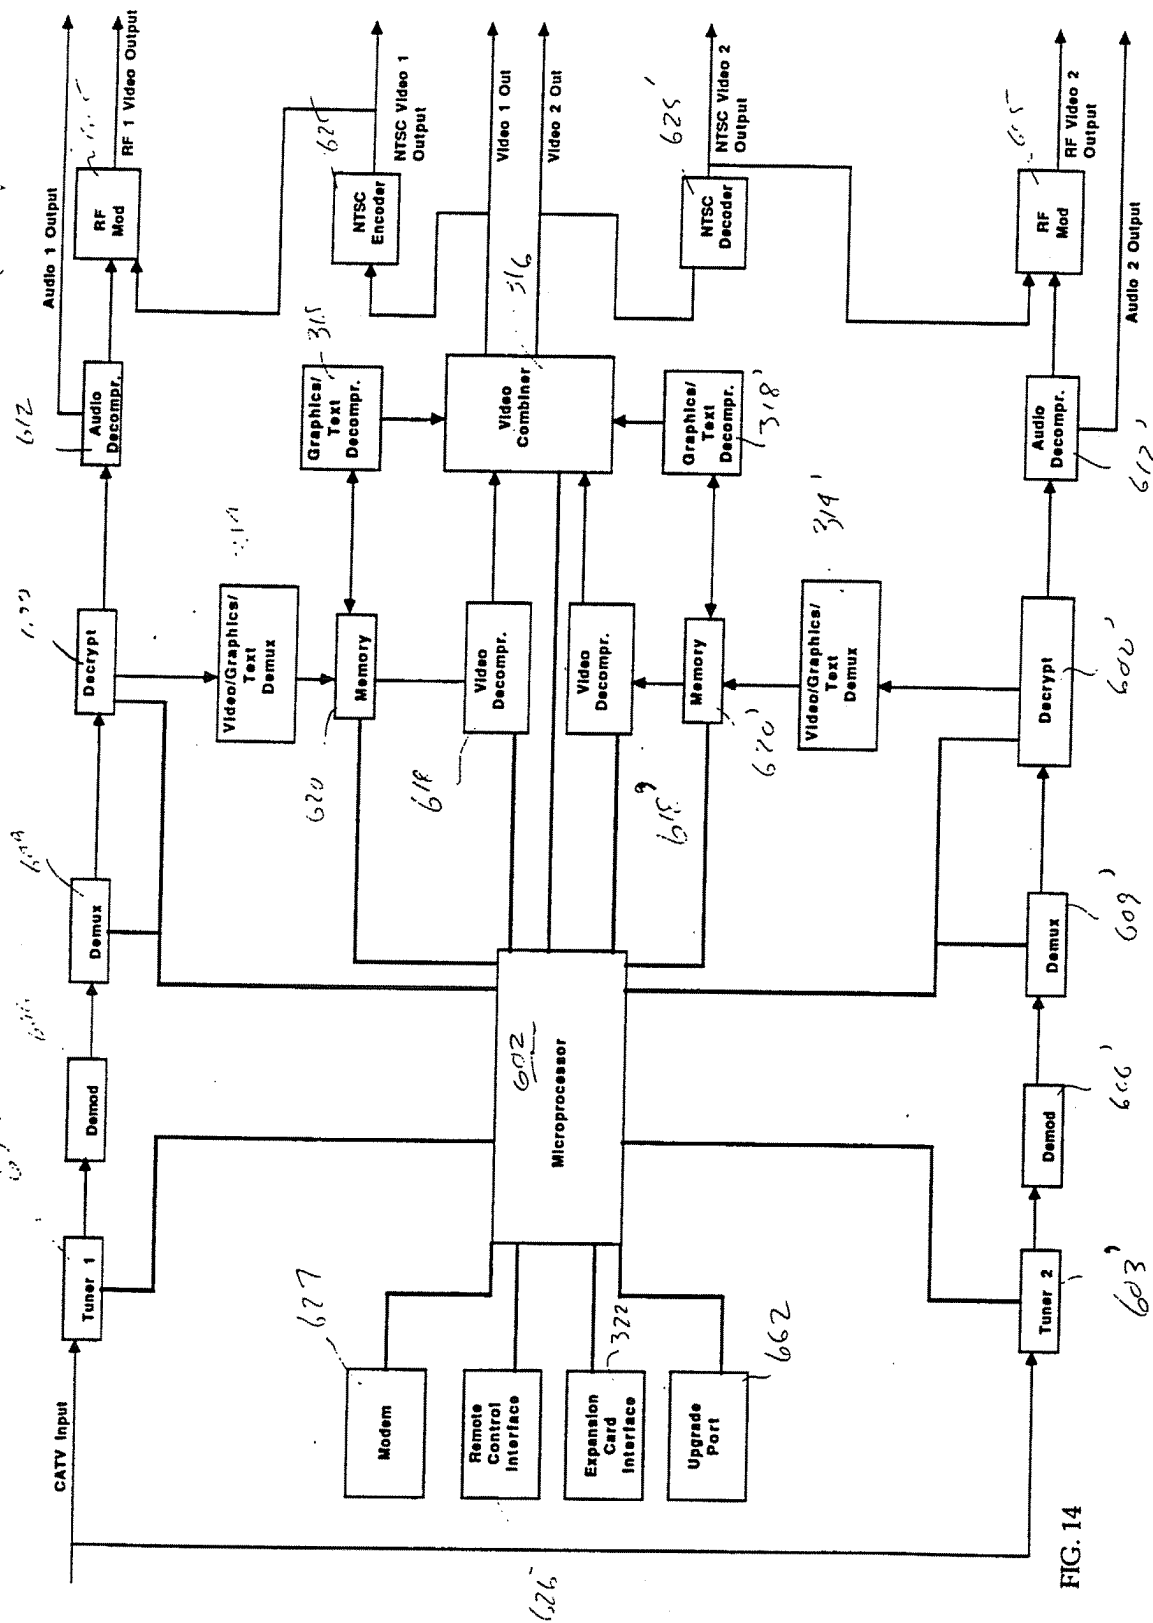 CATV Input
Tuner 1
Demod
Demux
Decrypt
612
Audio
Decompr.
Audio 1 Output
RF
Mod
RF 1 Video Output
Video/Graphics/
Text
Demux
620
Memory
Graphics/
Text
Decompr.
315
NTSC
Encoder
NTSC Video 1
Output
627
Modem
Remote
Control
Interface
Expansion
Card
Interface
322
Upgrade
Port
662
602
Microprocessor
618
Video
Decompr.
Video
Decompr.
618'
Video
Combiner
316
Video 1 Out
Video 2 Out
Memory
620'
Graphics/
Text
Decompr.
318'
NTSC
Decoder
625'
NTSC Video 2
Output
Video/Graphics/
Text
Demux
314'
626
Tuner 2
603'
Demod
606'
Demux
609'
Decrypt
602'
Audio
Decompr.
612'
RF
Mod
RF Video 2
Output
Audio 2 Output
FIG. 14